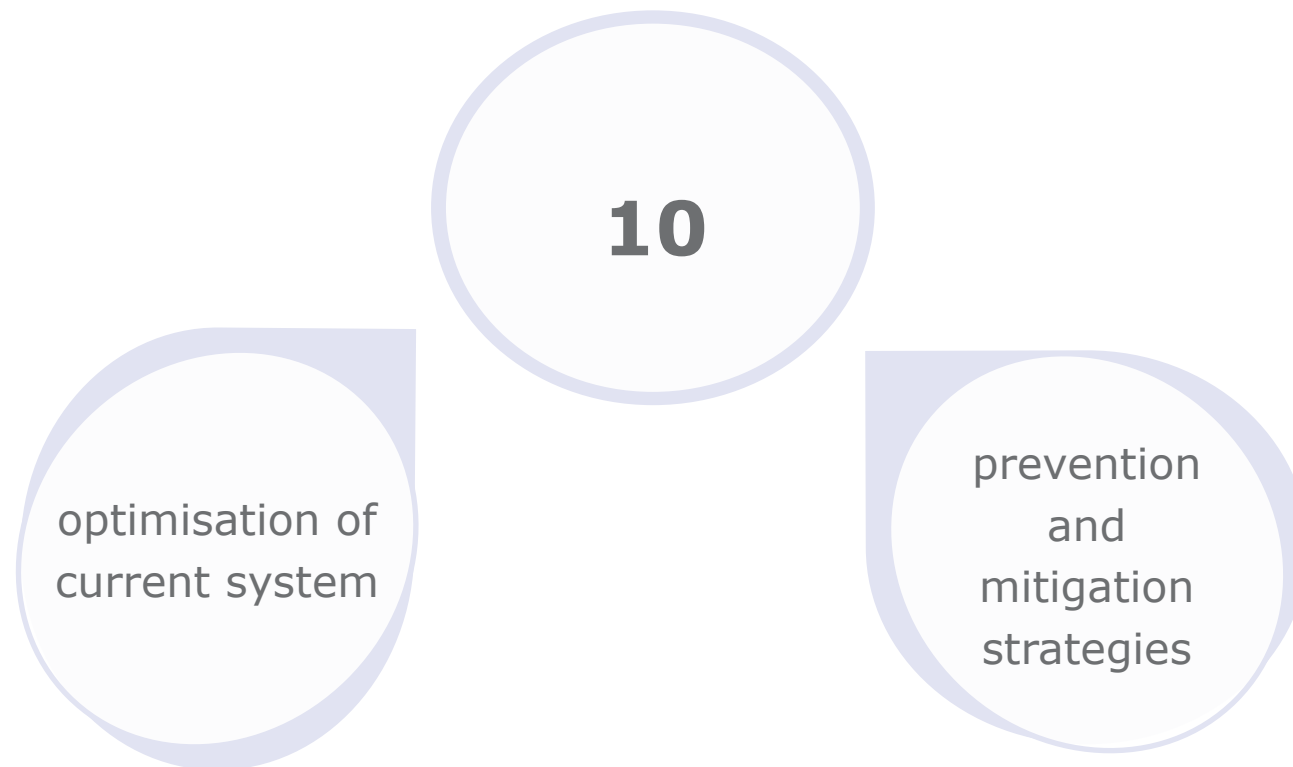 10
optimisation of
current system
prevention
and
mitigation
strategies